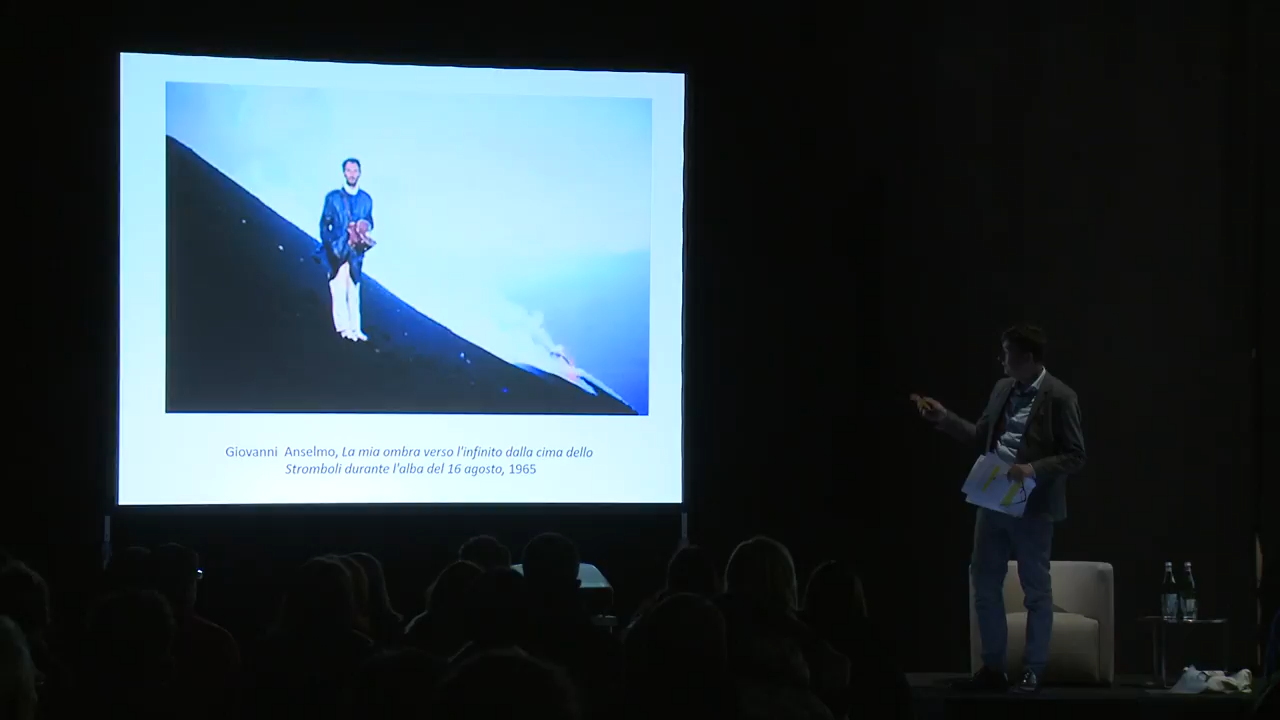 Giovanni Anselmo, La mia ombra verso l'infinito dalla cima dello
Stromboli durante l'alba del 16 agosto, 1965